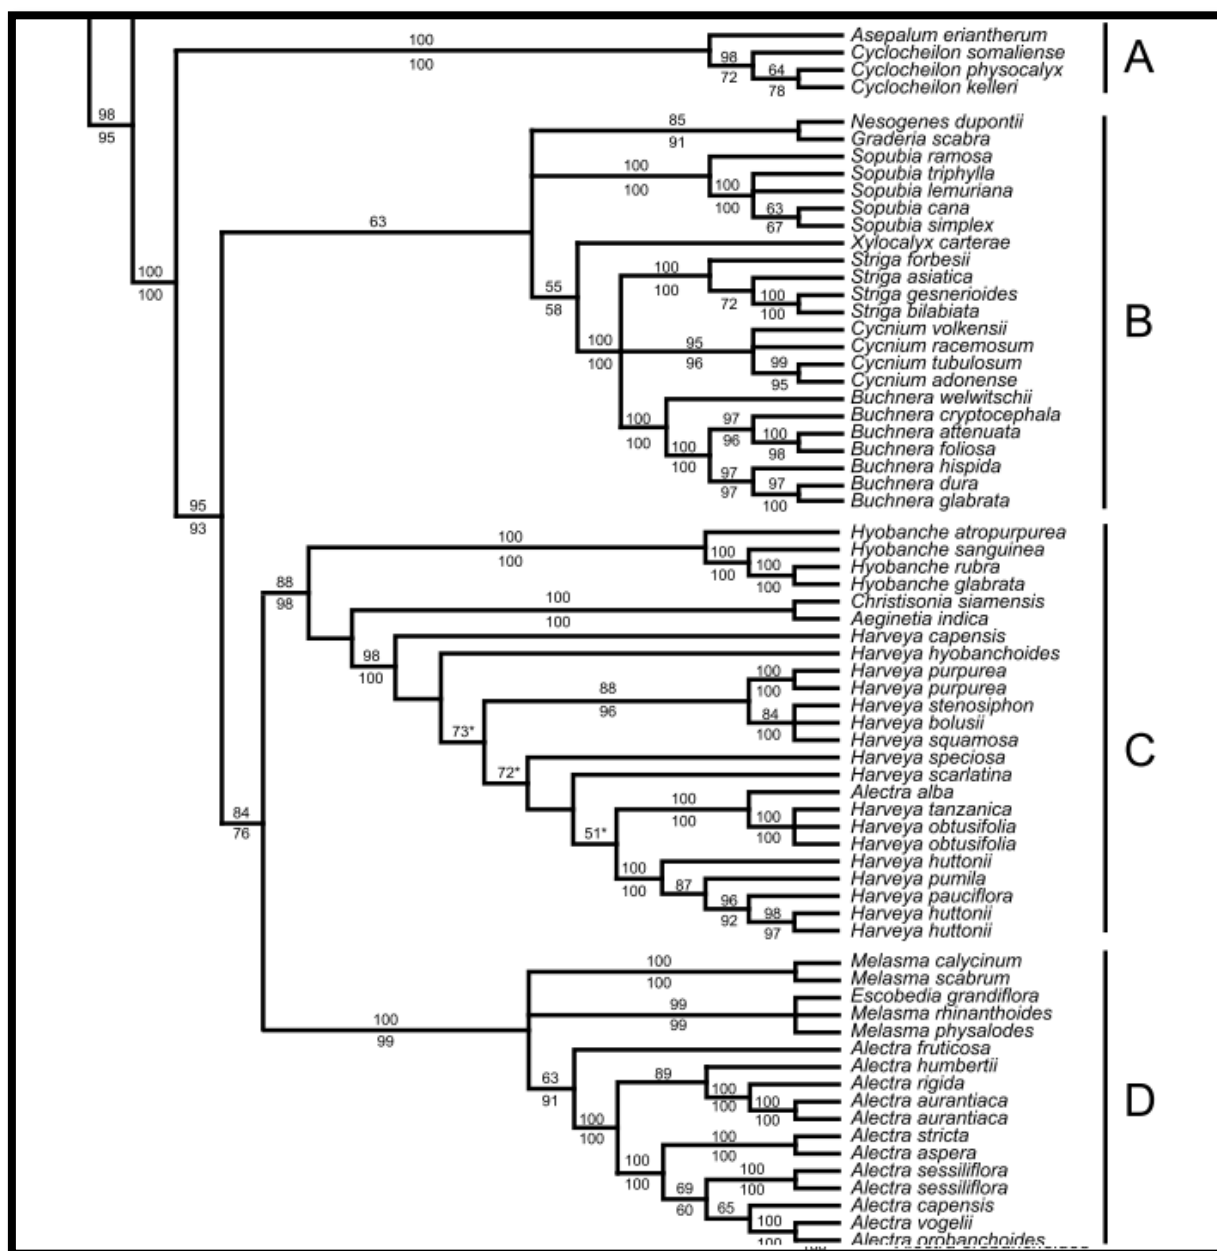 100
Asepalum eriantherum
98
Cyclocheilon somaliense
100
64
Cyclocheilon physocalyx
72
78
Cyclocheilon kelleri
A
98
95
85
Nesogenes dupontii
91
Graderia scabra
100
Sopubia ramosa
Sopubia triphylla
100
100
Sopubia lemuriana
100
63
Sopubia cana
63
67
Sopubia simplex
Xylocalyx carterae
100
Striga forbesii
100
100
100
Striga asiatica
55
72
100
Striga gesnerioides
58
100
Striga bilabiata
B
Cycnium volkensii
100
95
Cycnium racemosum
100
96
99
Cycnium tubulosum
95
Cycnium adonense
Buchnera welwitschii
100
97
Buchnera cryptocephala
100
96
100
Buchnera attenuata
100
98
Buchnera foliosa
100
97
Buchnera hispida
97
97
Buchnera dura
100
Buchnera glabrata
95
93
100
Hyobanche atropurpurea
100
100
Hyobanche sanguinea
100
100
Hyobanche rubra
88
100
Hyobanche glabrata
98
100
Christisonia siamensis
100
Aeginetia indica
98
Harveya capensis
100
Harveya hyobanchoides
100
Harveya purpurea
88
100
Harveya purpurea
96
Harveya stenosiphon
73*
84
Harveya bolusii
100
Harveya squamosa
C
72*
Harveya speciosa
Harveya scarlatina
100
Alectra alba
84
100
100
Harveya tanzanica
76
51*
100
Harveya obtusifolia
Harveya obtusifolia
100
Harveya huttonii
100
87
Harveya pumila
96
Harveya pauciflora
92
98
Harveya huttonii
97
Harveya huttonii
100
Melasma calycinum
100
Melasma scabrum
99
Escobedia grandiflora
100
99
Melasma rhinanthoides
99
Melasma physalodes
Alectra fruticosa
63
89
Alectra humbertii
91
100
Alectra rigida
100
100
Alectra aurantiaca
100
100
Alectra aurantiaca
D
100
100
Alectra stricta
100
100
Alectra aspera
100
100
Alectra sessiliflora
69
100
Alectra sessiliflora
60
65
Alectra capensis
100
Alectra vogelii
100
Alectra orobanchoides